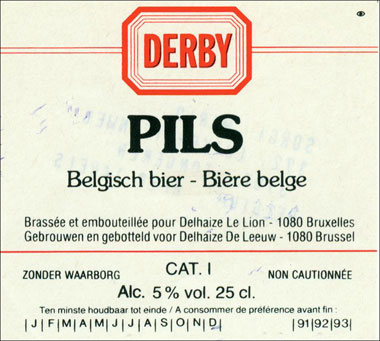 DERBY
PILS
Belgisch bier - Bière belge
Brassée et embouteillée pour Delhaize Le Lion - 1080 Bruxelles
Gebrouwen en gebotteld voor Delhaize De Leeuw - 1080 Brussel
ZONDER WAARBORG CAT. I NON CAUTIONNÉE
Alc. 5% vol. 25 cl.
Ten minste houdbaar tot einde / A consommer de préférence avant fin :
|J|F|M|A|M|J|J|A|S|O|N|D| |91|92|93|